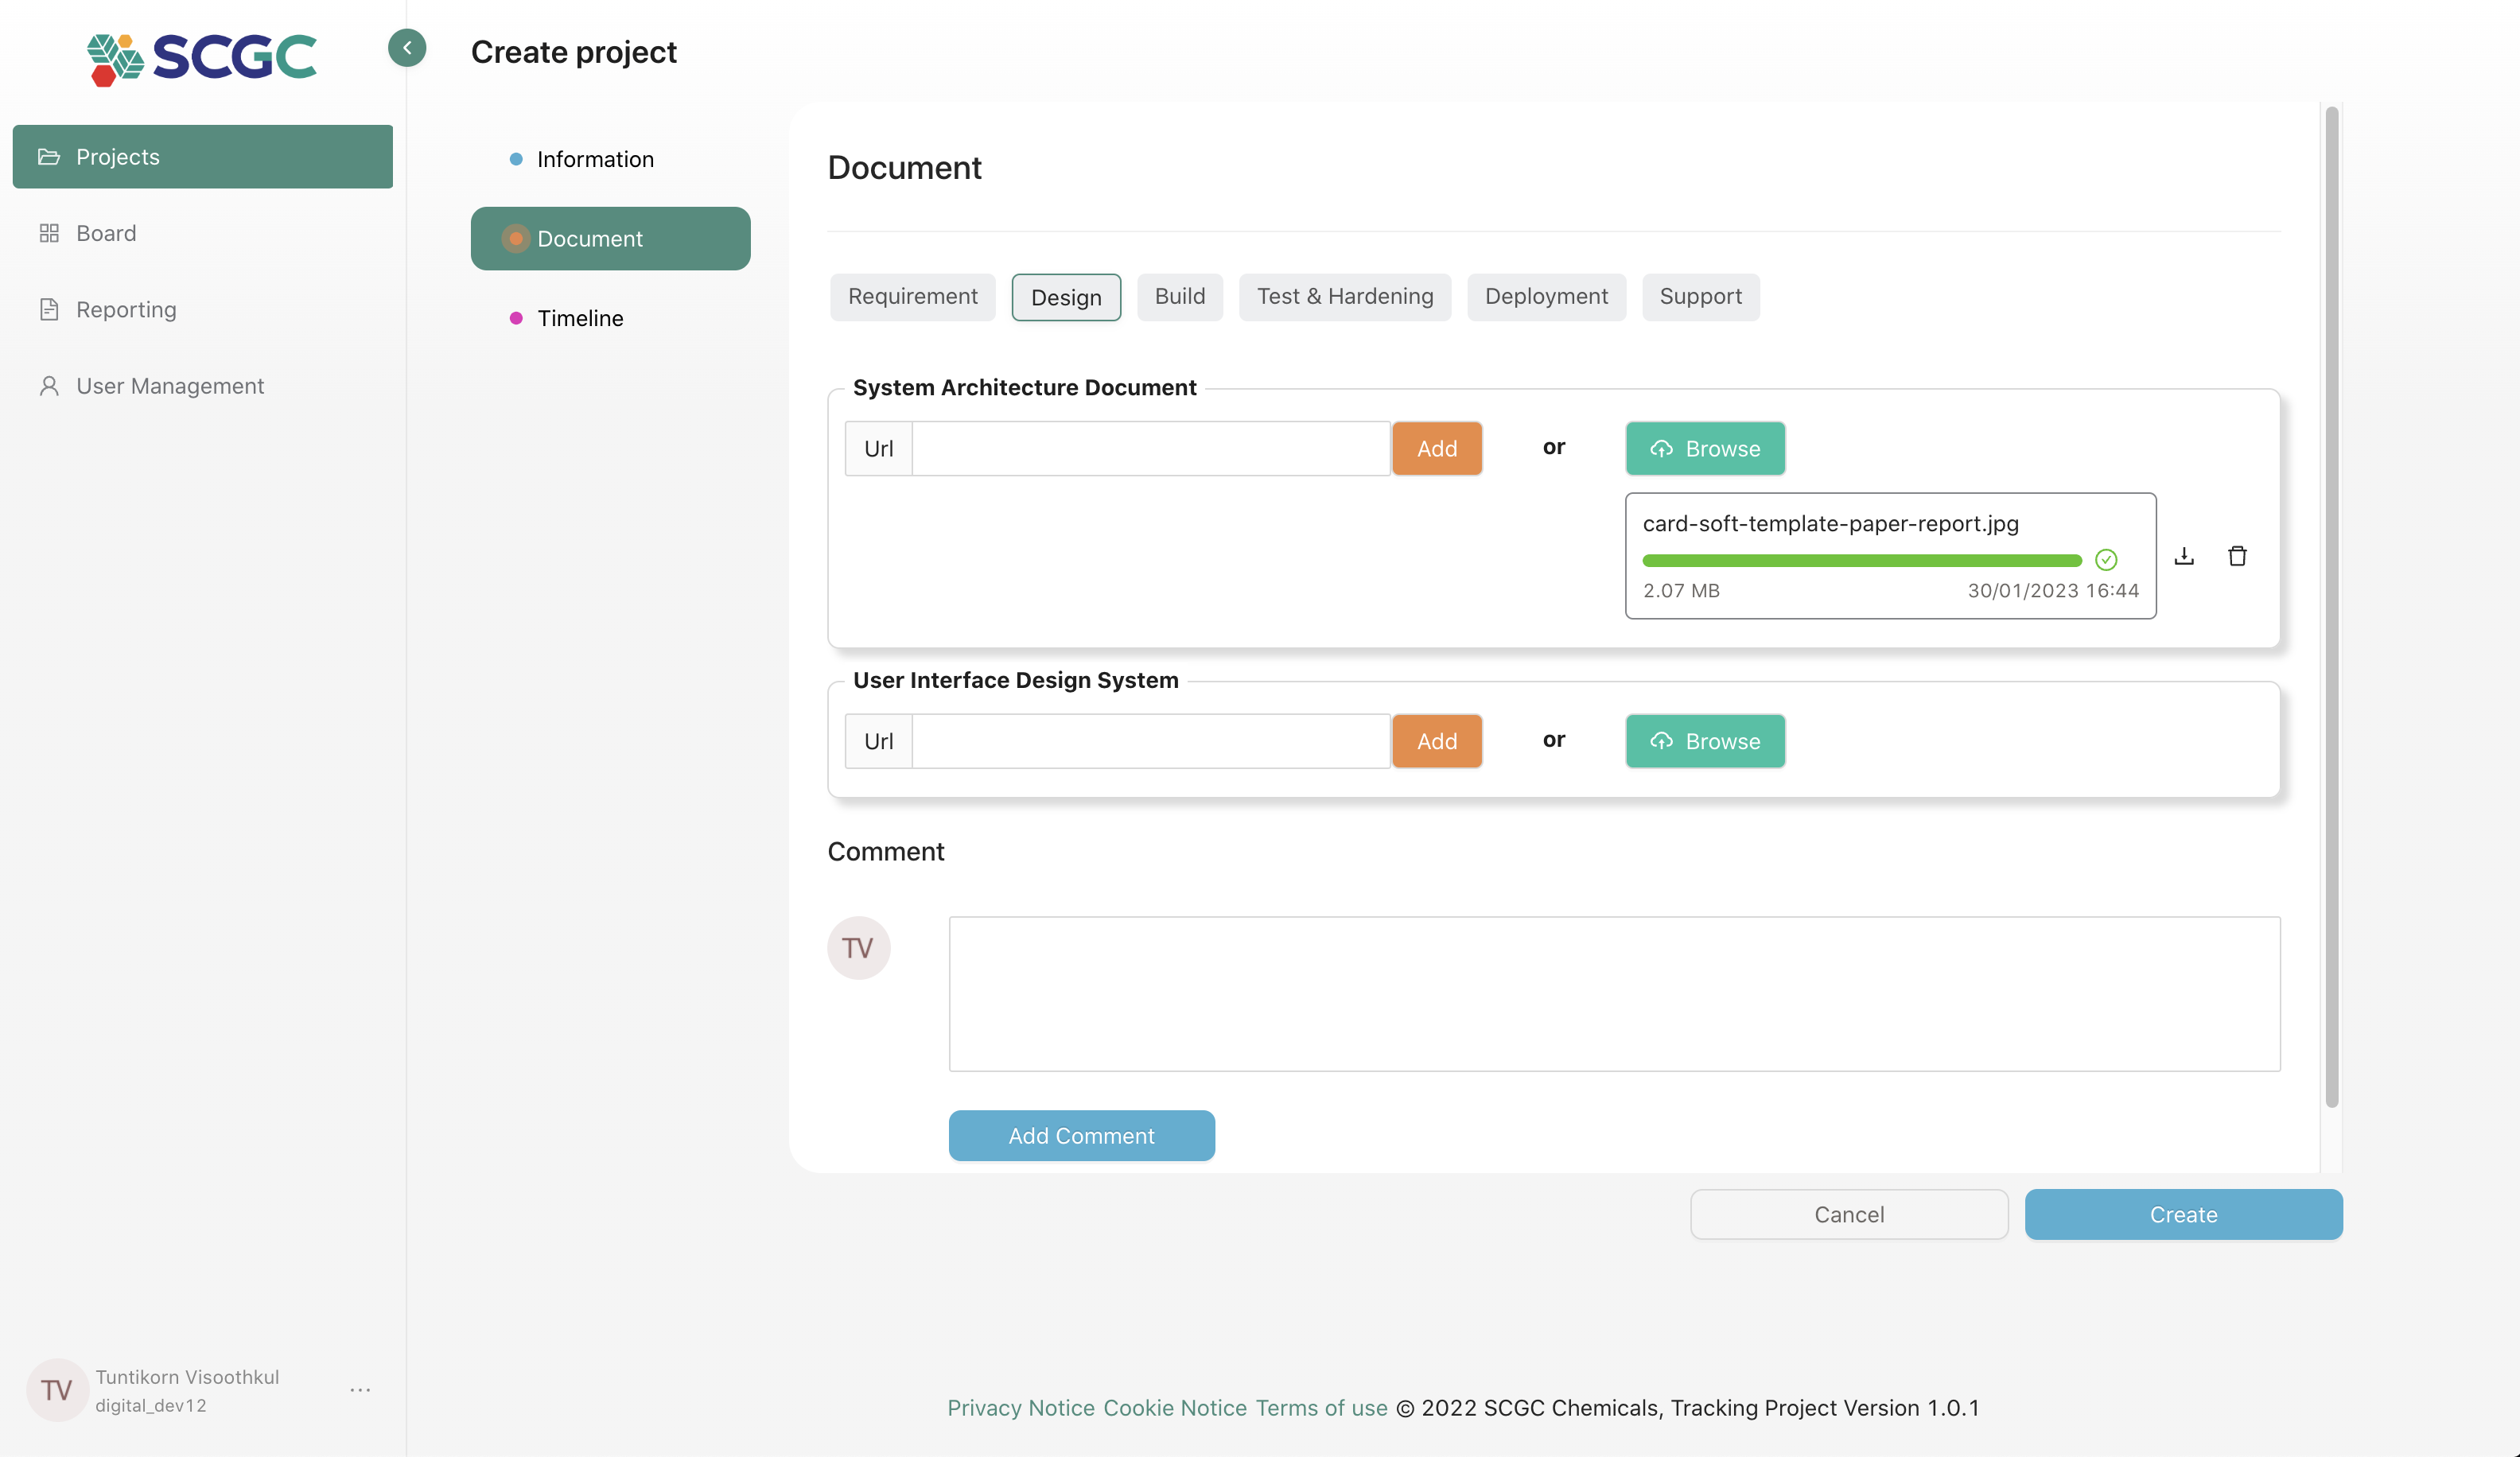 SCGC
Create project
Projects
Board
Reporting
User Management
Information
Document
Timeline
Document
Requirement Design Build Test & Hardening Deployment Support
System Architecture Document
Url Add or Browse
card-soft-template-paper-report.jpg
2.07 MB 30/01/2023 16:44
User Interface Design System
Url Add or Browse
Comment
TV
Add Comment
Cancel Create
TV Tuntikorn Visoothkul
digital_dev12
Privacy Notice Cookie Notice Terms of use © 2022 SCGC Chemicals, Tracking Project Version 1.0.1